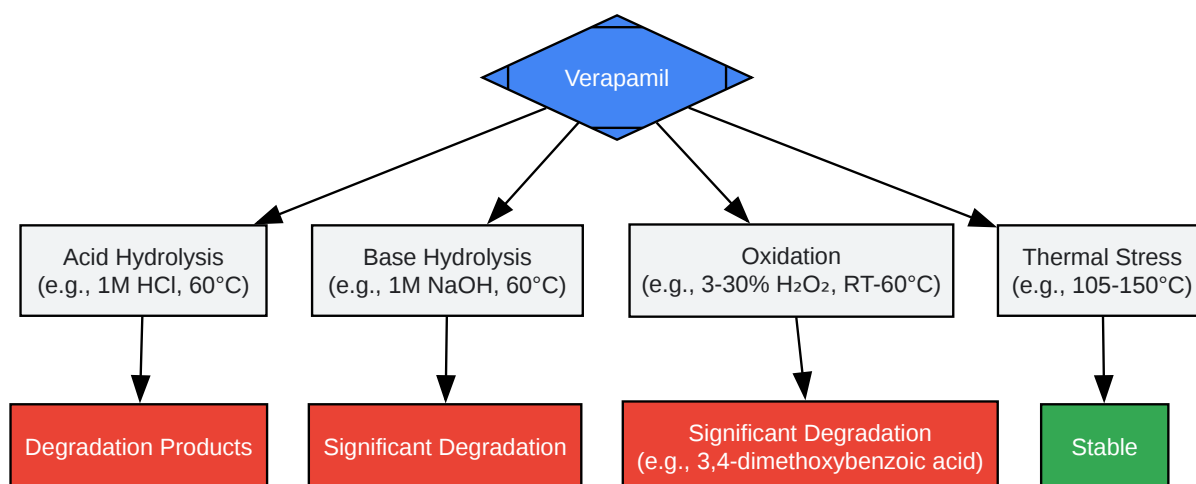 Verapamil
Acid Hydrolysis
(e.g., 1M HCl, 60°C)
Base Hydrolysis
(e.g., 1M NaOH, 60°C)
Oxidation
(e.g., 3-30% H₂O₂, RT-60°C)
Thermal Stress
(e.g., 105-150°C)
Degradation Products
Significant Degradation
Significant Degradation
(e.g., 3,4-dimethoxybenzoic acid)
Stable